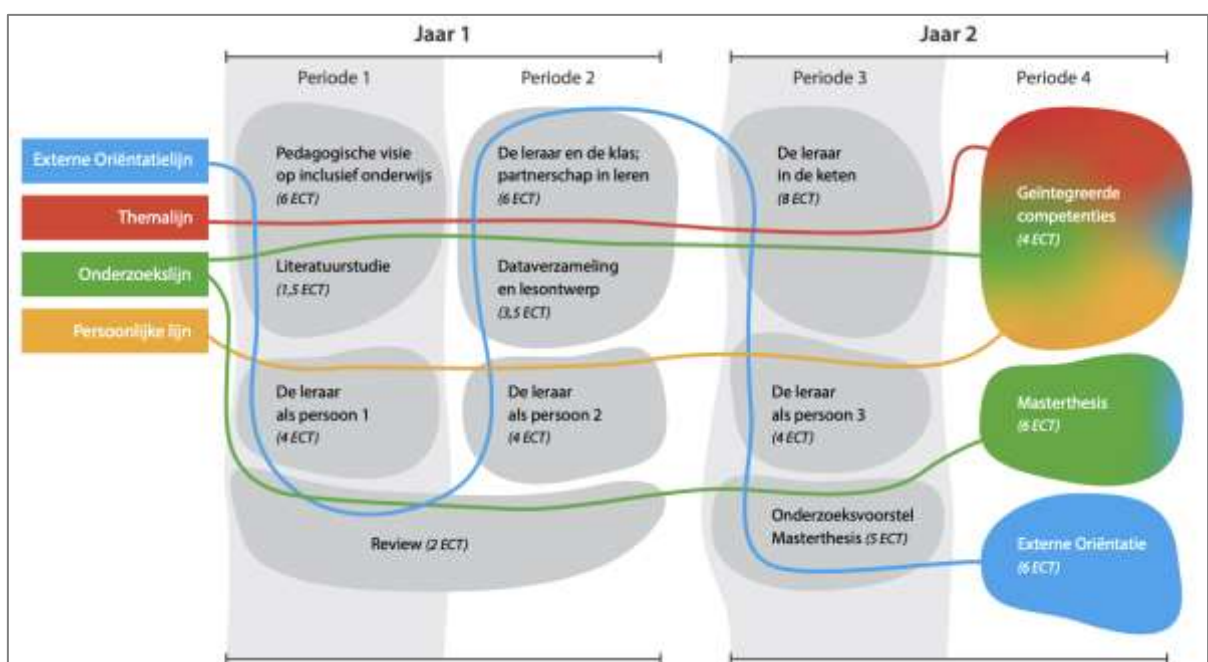 Jaar 1
Jaar 2
Periode 1
Periode 2
Periode 3
Periode 4
Externe Oriëntatielijn
Themalijn
Onderzoekslijn
Persoonlijke lijn
Pedagogische visie
op inclusief onderwijs
(6 ECT)
Literatuurstudie
(1,5 ECT)
De leraar en de klas;
partnerschap in leren
(6 ECT)
Dataverzameling
en lesontwerp
(3,5 ECT)
De leraar
in de keten
(8 ECT)
Geïntegreerde
competenties
(4 ECT)
De leraar
als persoon 1
(4 ECT)
De leraar
als persoon 2
(4 ECT)
De leraar
als persoon 3
(4 ECT)
Masterthesis
(6 ECT)
Review (2 ECT)
Onderzoeksvoorstel
Masterthesis (5 ECT)
Externe Oriëntatie
(6 ECT)